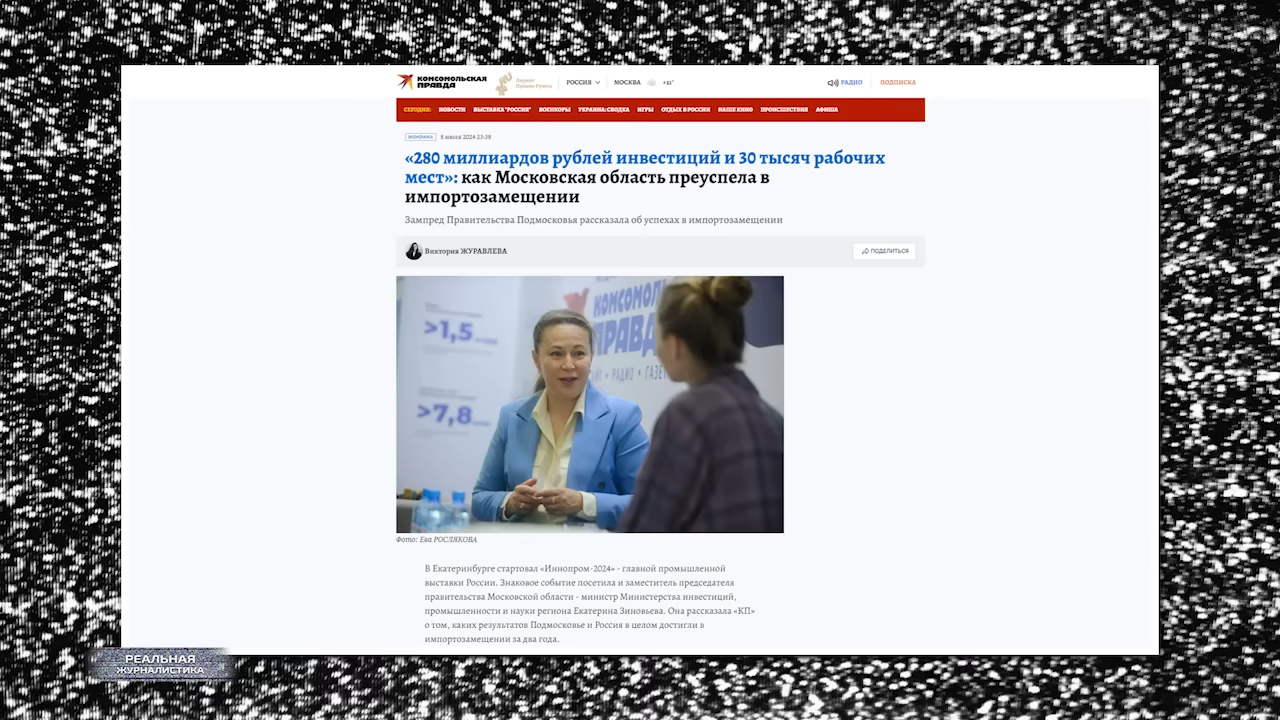 КОМСОМОЛЬСКАЯ
ПРАВДА
РОССИЯ
МОСКВА
+21°
РАДИО
ПОДПИСКА
СЕГОДНЯ:
НОВОСТИ
ВЫСТАВКА "РОССИЯ"
ВОЕНКОРЫ
УКРАИНА: СВОДКА
ИГРЫ
ОТДЫХ В РОССИИ
НАШЕ КИНО
ПРОИСШЕСТВИЯ
АФИША
ЭКОНОМИКА
8 июля 2024 23:38
«280 миллиардов рублей инвестиций и 30 тысяч рабочих
мест»: как Московская область преуспела в
импортозамещении
Зампред Правительства Подмосковья рассказала об успехах в импортозамещении
Виктория ЖУРАВЛЕВА
ПОДЕЛИТЬСЯ
>1,5
>7,8
Фото: Ева РОСЛЯКОВА
В Екатеринбурге стартовал «Иннопром-2024» - главной промышленной
выставки России. Знаковое событие посетила и заместитель председателя
правительства Московской области - министр Министерства инвестиций,
промышленности и науки региона Екатерина Зиновьева. Она рассказала «КП»
о том, каких результатов Подмосковье и Россия в целом достигли в
импортозамещении за два года.
РЕАЛЬНАЯ
ЖУРНАЛИСТИКА